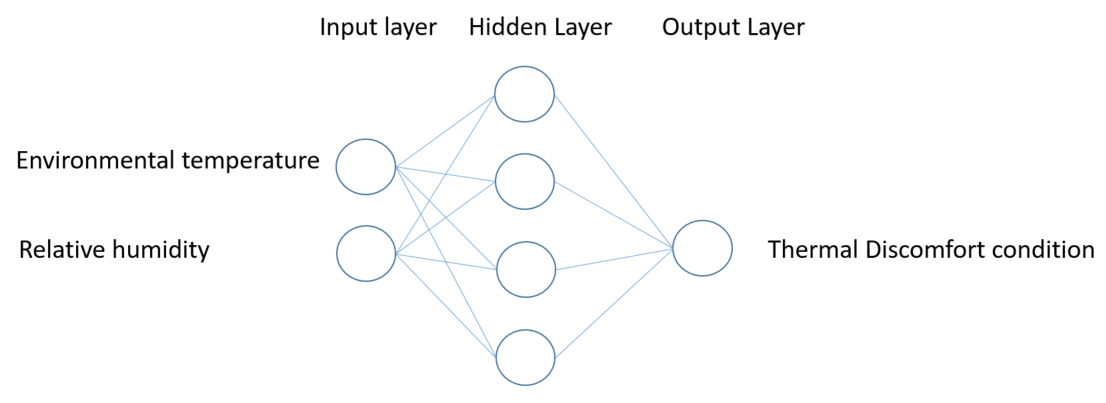 Input layer
Hidden Layer
Output Layer
Environmental temperature
Relative humidity
Thermal Discomfort condition